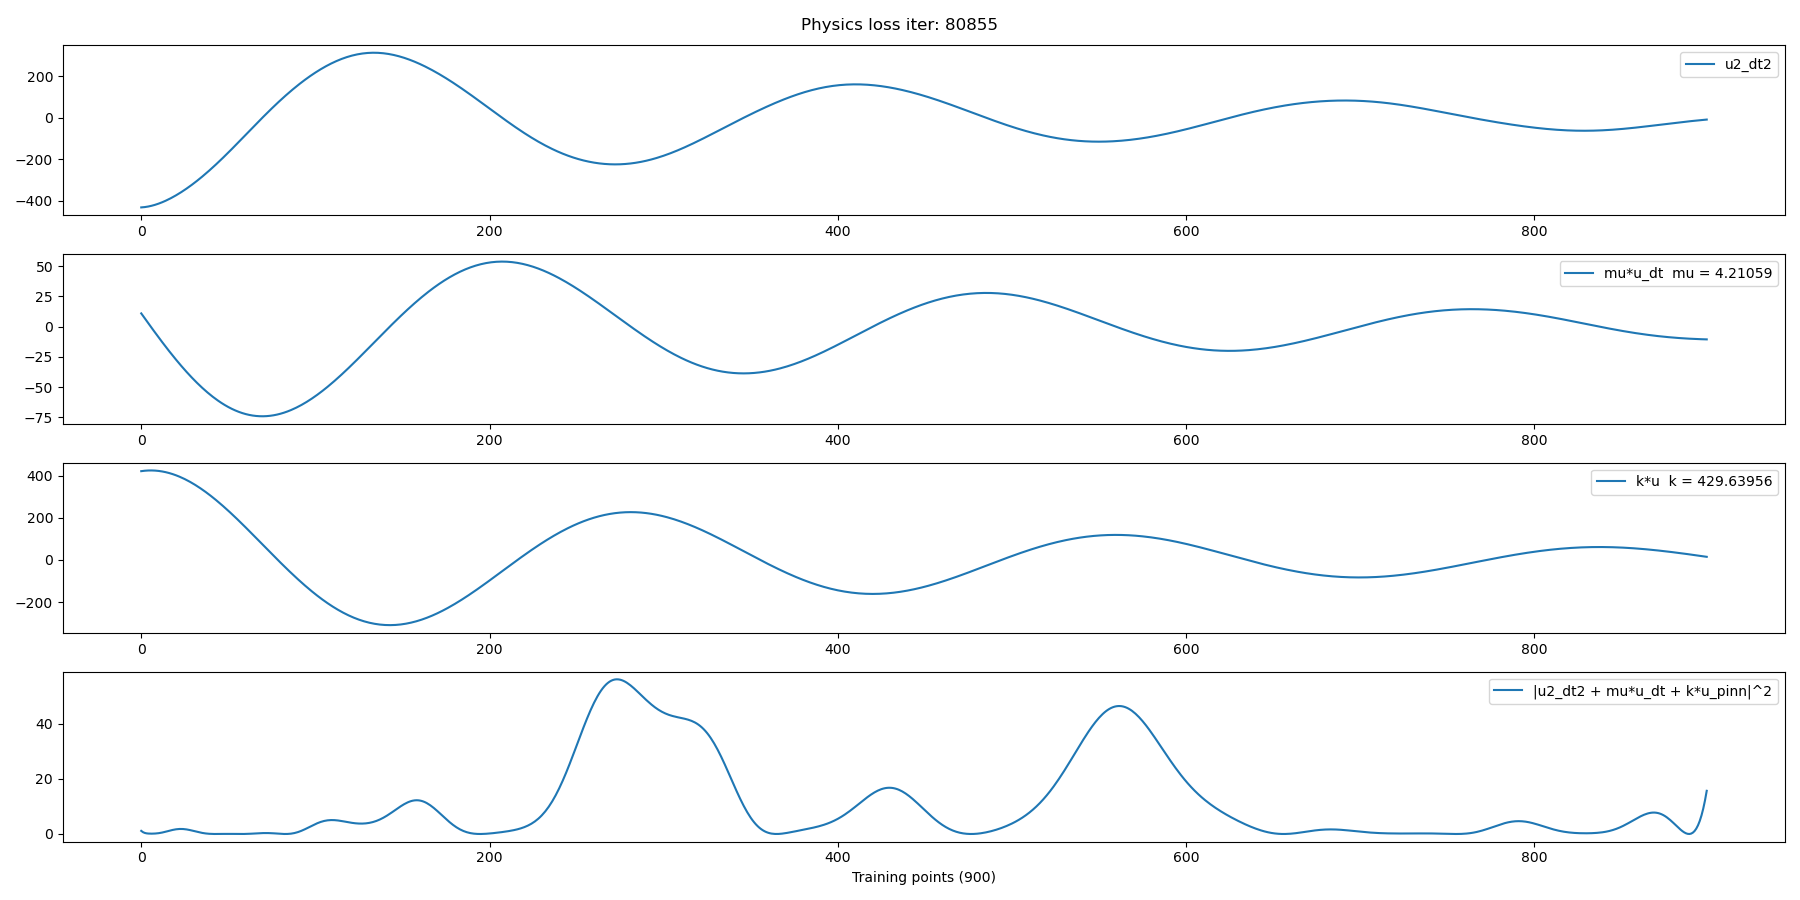 Physics loss iter: 80855
200
0
−200
−400
u2_dt2
0 200 400 600 800
50
25
0
−25
−50
−75
mu*u_dt  mu = 4.21059
0 200 400 600 800
400
200
0
−200
k*u  k = 429.63956
0 200 400 600 800
40
20
0
|u2_dt2 + mu*u_dt + k*u_pinn|^2
0 200 400 600 800
Training points (900)